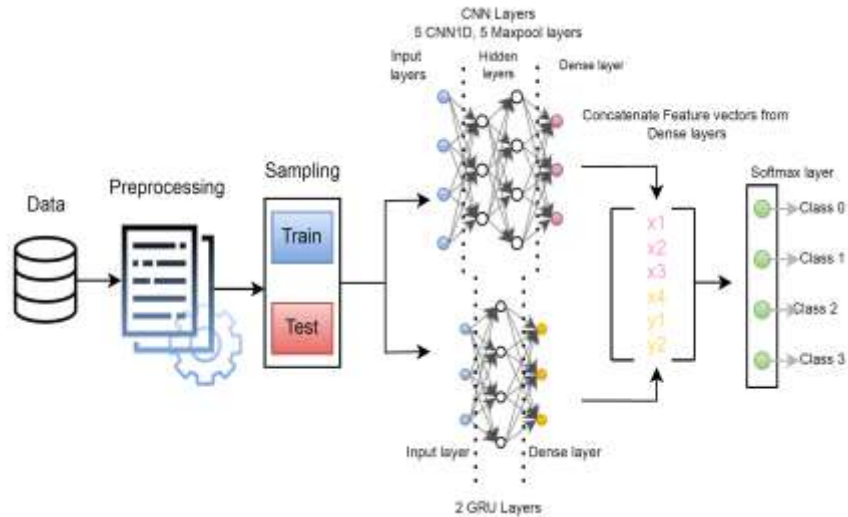 CNN Layers
5 CNN1D, 5 Maxpool layers
Input
layers
Hidden
layers
Dense layer
Concatenate Feature vectors from
Dense layers
Data
Preprocessing
Sampling
Train
Test
x1
x2
x3
x4
y1
y2
Softmax layer
Class 0
Class 1
Class 2
Class 3
Input layer
Dense layer
2 GRU Layers